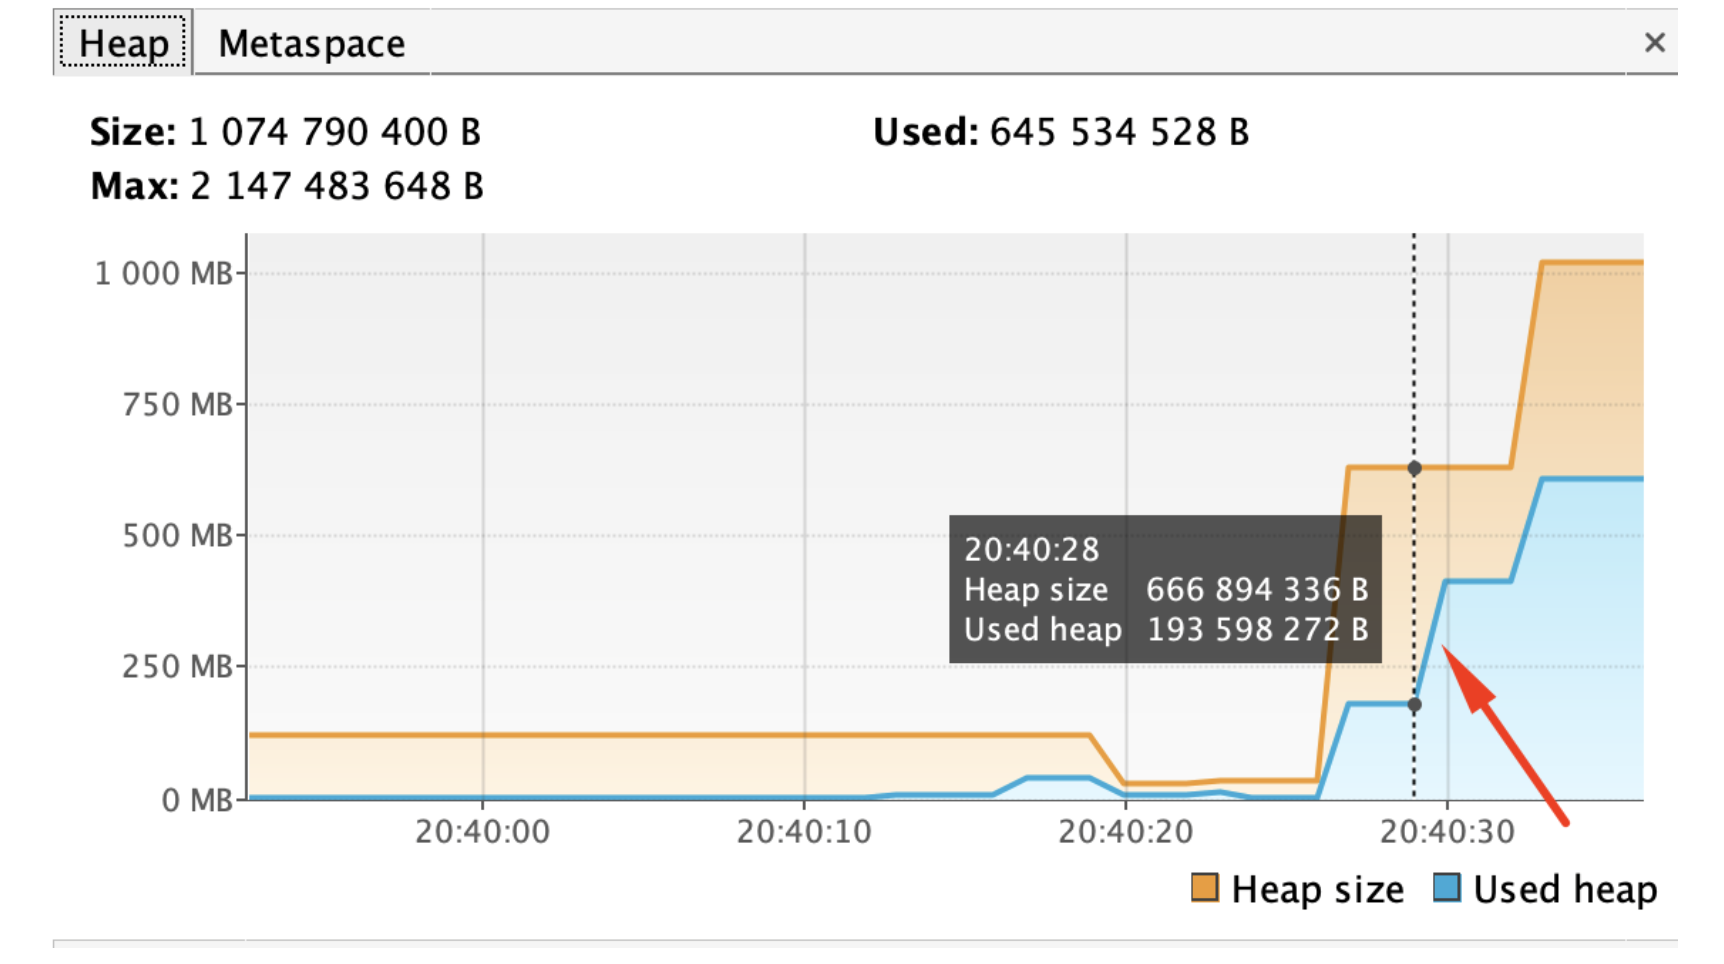 Heap Metaspace ×
Size: 1 074 790 400 B Used: 645 534 528 B
Max: 2 147 483 648 B
1 000 MB
750 MB
500 MB
250 MB
0 MB
20:40:28
Heap size 666 894 336 B
Used heap 193 598 272 B
20:40:00 20:40:10 20:40:20 20:40:30
Heap size Used heap